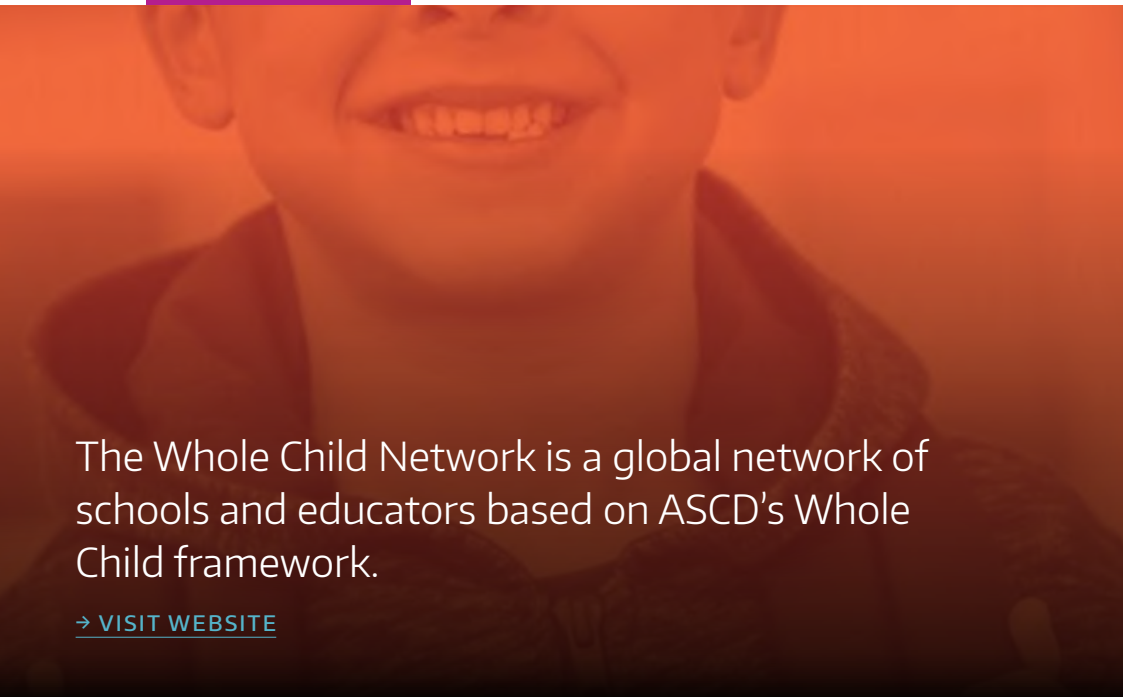 The Whole Child Network is a global network of
schools and educators based on ASCD’s Whole
Child framework.
→ VISIT WEBSITE